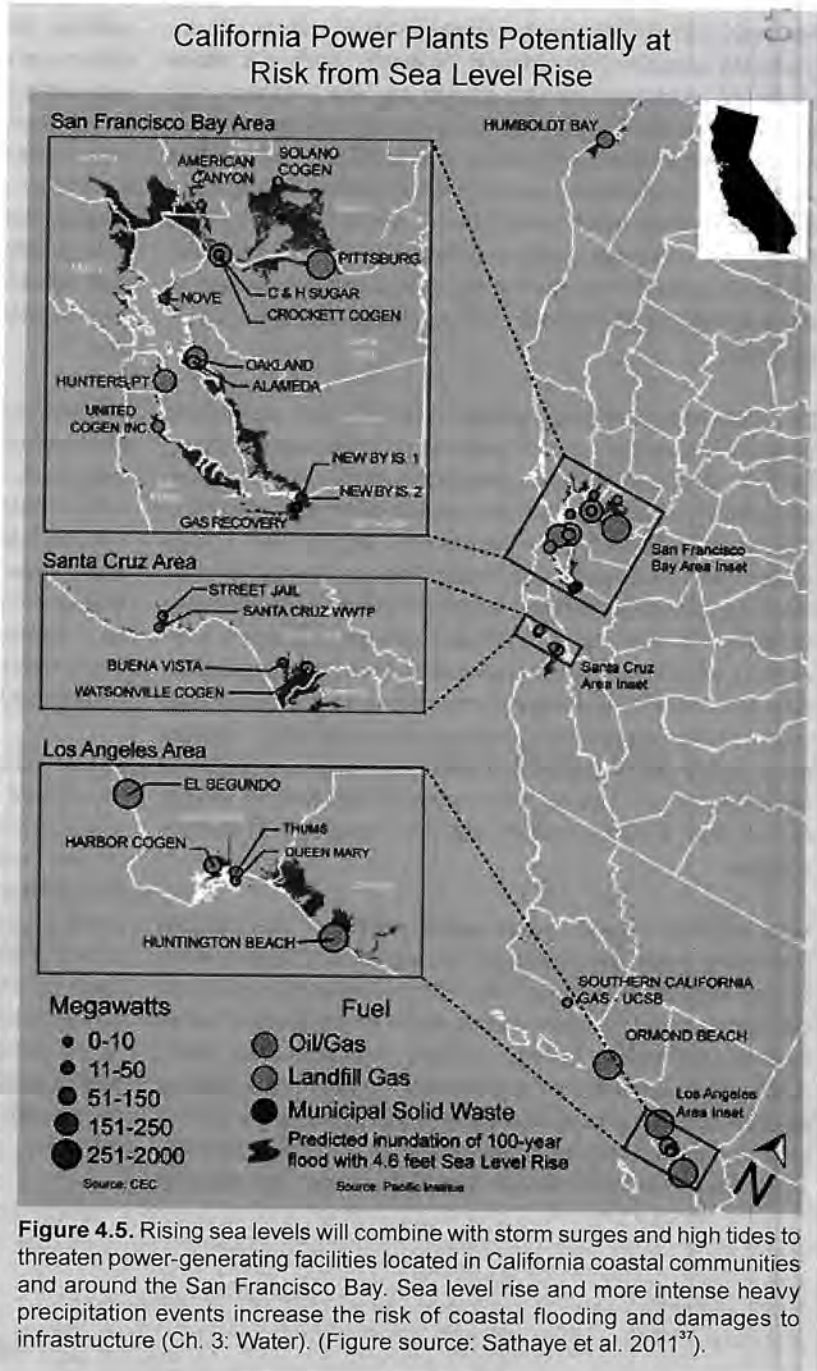 California Power Plants Potentially at
Risk from Sea Level Rise
San Francisco Bay Area
HUMBOLDT BAY
AMERICAN
CANYON
SOLANO
COGEN
PITTSBURG
C & H SUGAR
CROCKETT COGEN
NOVE
OAKLAND
ALAMEDA
HUNTERS PT
UNITED
COGEN INC.
NEW BY IS. 1
NEW BY IS. 2
GAS RECOVERY
San Francisco
Bay Area Inset
Santa Cruz Area
STREET JAIL
SANTA CRUZ WWTP
BUENA VISTA
WATSONVILLE COGEN
Santa Cruz
Area Inset
Los Angeles Area
EL SEGUNDO
HARBOR COGEN
THUMS
QUEEN MARY
HUNTINGTON BEACH
SOUTHERN CALIFORNIA
GAS - UCSB
ORMOND BEACH
Los Angeles
Area Inset
N
Megawatts
0-10
11-50
51-150
151-250
251-2000
Source: CEC
Fuel
Oil/Gas
Landfill Gas
Municipal Solid Waste
Predicted inundation of 100-year
flood with 4.6 feet Sea Level Rise
Source: Pacific Institute
Figure 4.5. Rising sea levels will combine with storm surges and high tides to
threaten power-generating facilities located in California coastal communities
and around the San Francisco Bay. Sea level rise and more intense heavy
precipitation events increase the risk of coastal flooding and damages to
infrastructure (Ch. 3: Water). (Figure source: Sathaye et al. 2011³⁷).